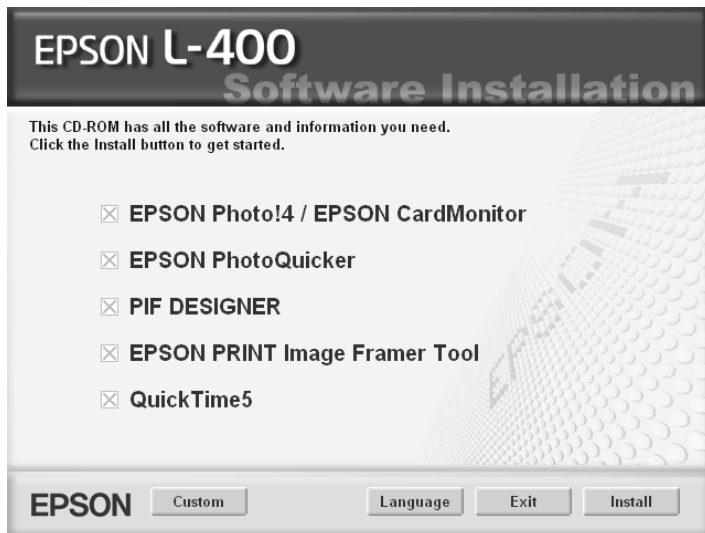 EPSON L-400
Software Installation
This CD-ROM has all the software and information you need.
Click the Install button to get started.
EPSON Photo!4 / EPSON CardMonitor
EPSON PhotoQuicker
PIF DESIGNER
EPSON PRINT Image Framer Tool
QuickTime5
EPSON
EPSON Custom Language Exit Install